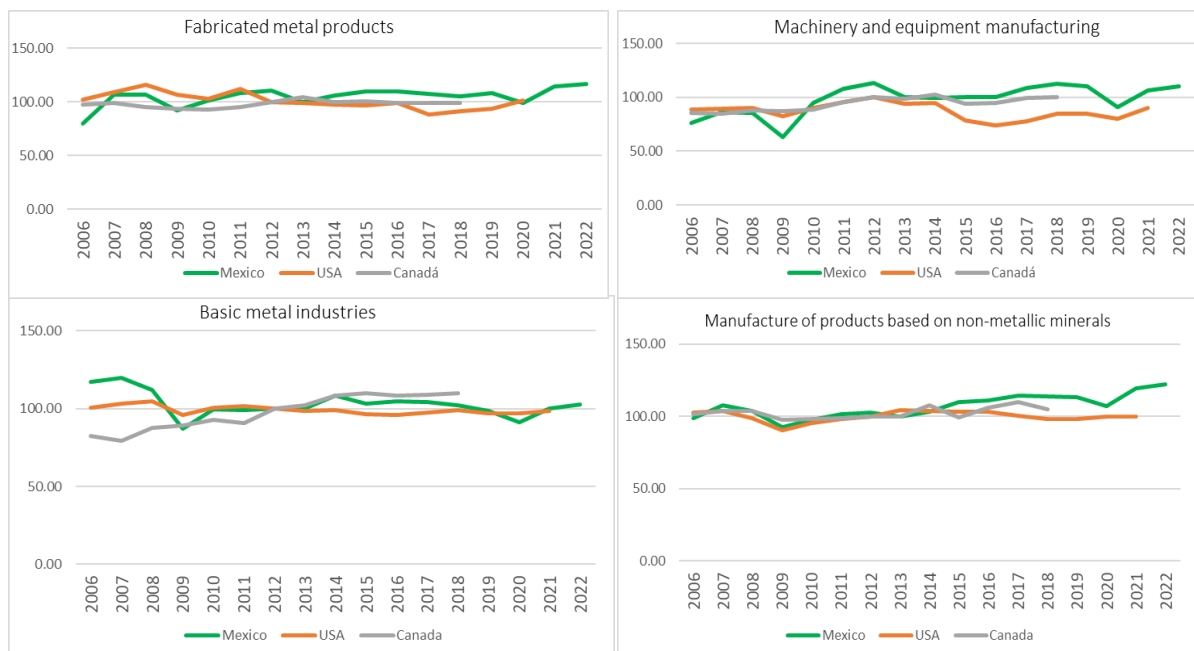 Fabricated metal products
150.00
100.00
50.00
0.00
2006 2007 2008 2009 2010 2011 2012 2013 2014 2015 2016 2017 2018 2019 2020 2021 2022
Mexico USA Canadá
Machinery and equipment manufacturing
150.00
100.00
50.00
0.00
2006 2007 2008 2009 2010 2011 2012 2013 2014 2015 2016 2017 2018 2019 2020 2021 2022
Mexico USA Canadá
Basic metal industries
150.00
100.00
50.00
0.00
2006 2007 2008 2009 2010 2011 2012 2013 2014 2015 2016 2017 2018 2019 2020 2021 2022
Mexico USA Canada
Manufacture of products based on non-metallic minerals
150.00
100.00
50.00
0.00
2006 2007 2008 2009 2010 2011 2012 2013 2014 2015 2016 2017 2018 2019 2020 2021 2022
Mexico USA Canada